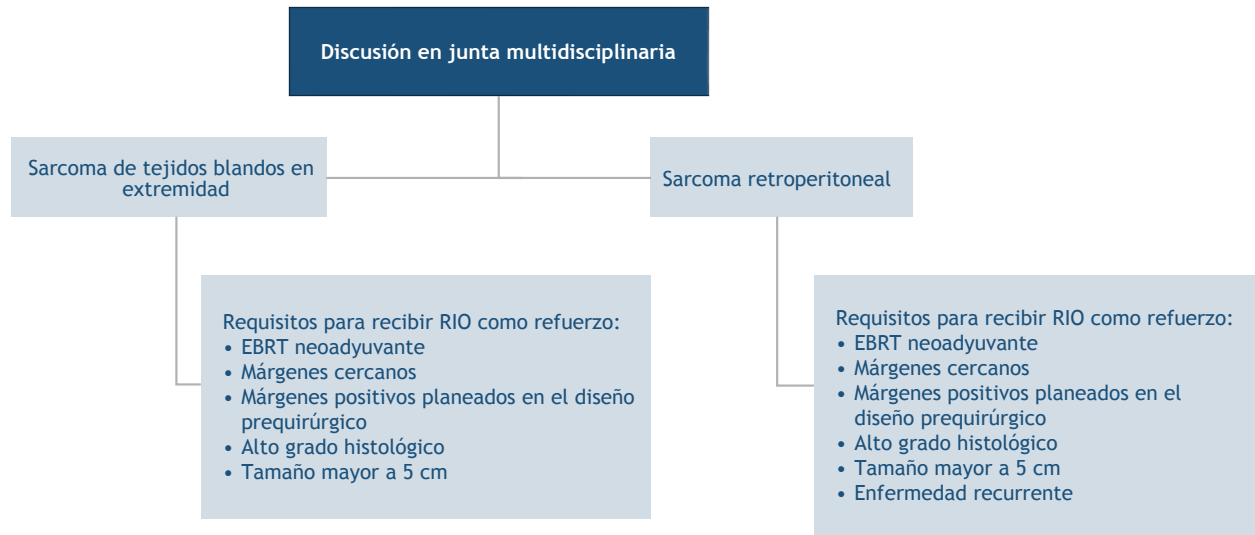 Discusión en junta multidisciplinaria
Sarcoma de tejidos blandos en
extremidad
Sarcoma retroperitoneal
Requisitos para recibir RIO como refuerzo:
• EBRT neoadyuvante
• Márgenes cercanos
• Márgenes positivos planeados en el diseño
prequirúrgico
• Alto grado histológico
• Tamaño mayor a 5 cm
Requisitos para recibir RIO como refuerzo:
• EBRT neoadyuvante
• Márgenes cercanos
• Márgenes positivos planeados en el
diseño prequirúrgico
• Alto grado histológico
• Tamaño mayor a 5 cm
• Enfermedad recurrente